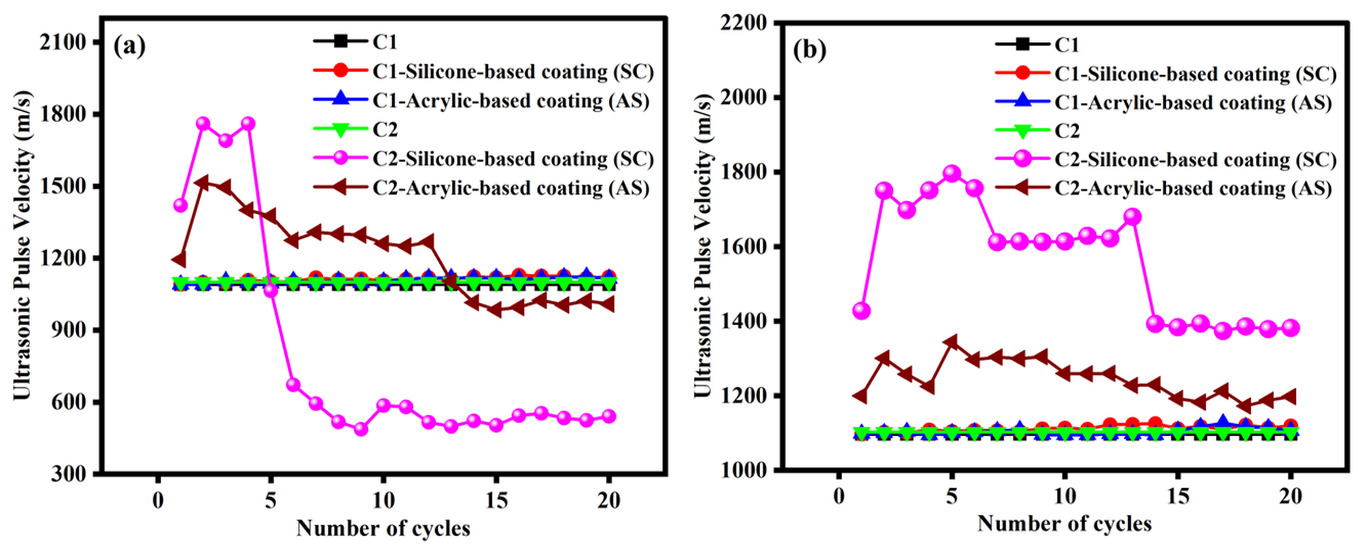 (a)
C1
C1-Silicone-based coating (SC)
C1-Acrylic-based coating (AS)
C2
C2-Silicone-based coating (SC)
C2-Acrylic-based coating (AS)
2100
1800
1500
1200
900
600
300
Ultrasonic Pulse Velocity (m/s)
0 5 10 15 20
Number of cycles
(b)
C1
C1-Silicone-based coating (SC)
C1-Acrylic-based coating (AS)
C2
C2-Silicone-based coating (SC)
C2-Acrylic-based coating (AS)
2200
2000
1800
1600
1400
1200
1000
Ultrasonic Pulse Velocity (m/s)
0 5 10 15 20
Number of cycles